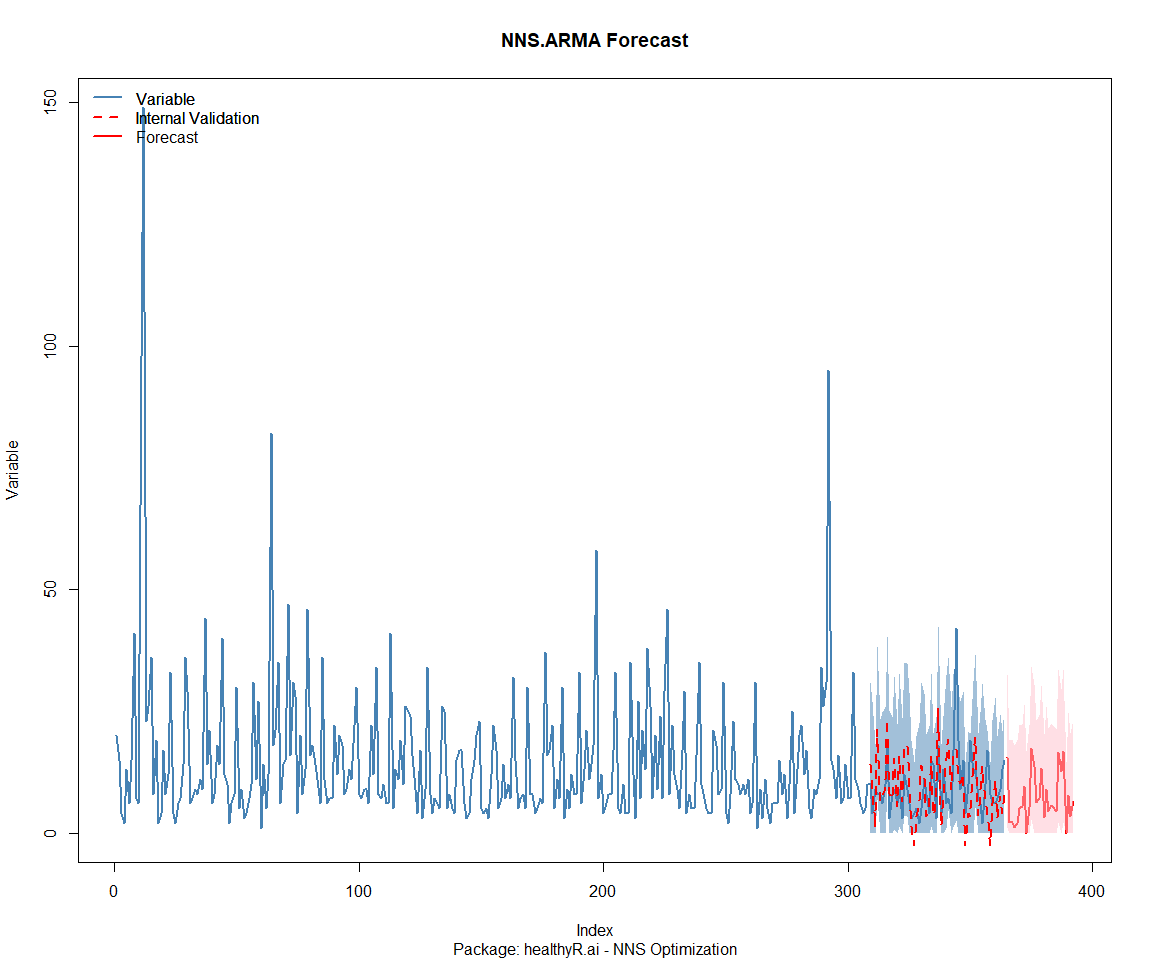 NNS.ARMA Forecast
Variable
Internal Validation
Forecast
150
100
50
0
Variable
0
100
200
300
400
Index
Package: healthyR.ai - NNS Optimization